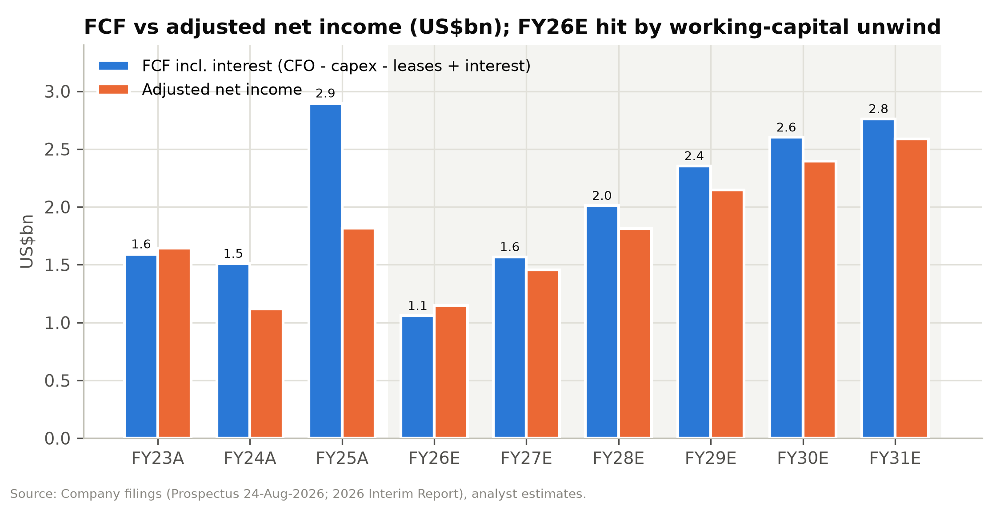 FCF vs adjusted net income (US$bn); FY26E hit by working-capital unwind
FCF incl. interest (CFO - capex - leases + interest)
Adjusted net income
US$bn
3.0
2.5
2.0
1.5
1.0
0.5
0.0
1.6
1.5
2.9
1.1
1.6
2.0
2.4
2.6
2.8
FY23A FY24A FY25A FY26E FY27E FY28E FY29E FY30E FY31E
Source: Company filings (Prospectus 24-Aug-2026; 2026 Interim Report), analyst estimates.